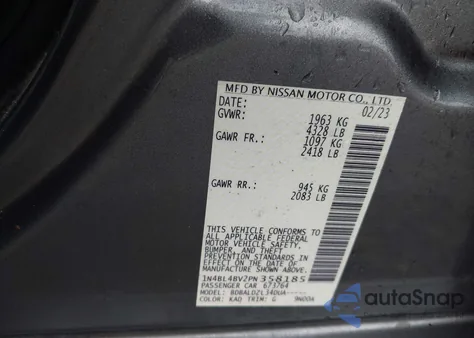 MFD BY NISSAN MOTOR CO., LTD.
DATE: 02/23
GVWR: 1963 KG
4328 LB
GAWR FR.: 1097 KG
2418 LB
GAWR RR.: 945 KG
2083 LB
THIS VEHICLE CONFORMS TO
ALL APPLICABLE FEDERAL
MOTOR VEHICLE SAFETY,
BUMPER, AND THEFT
PREVENTION STANDARDS
IN EFFECT ON THE DATE OF
MANUFACTURE SHOWN ABOVE.
1N4BL4BV2PN358185
PASSENGER CAR 673764
MODEL:
COLOR: KAQ TRIM: G
autoSnap